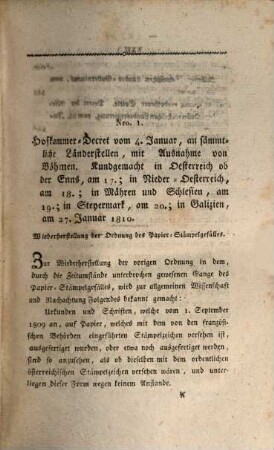 Nro. 1.
Hofkammer-Decret vom 4. Januar, an sämmt-
liche Länderstellen, mit Ausnahme von
Böhmen. Kundgemacht in Oesterreich ob
der Enns, am 17.; in Nieder-Oesterreich,
am 18.; in Mähren und Schlesien, am
19.; in Steyermark, am 20.; in Galizien,
am 27. Januar 1810.
Wiederherstellung der Ordnung des Papier-Stämpelgefälles.
Zur Wiederherstellung der vorigen Ordnung in dem,
durch die Zeitumstände unterbrochen gewesenen Gange des
Papier-Stämpelgefälls, wird zur allgemeinen Wissenschaft
und Nachachtung Folgendes bekannt gemacht:
Urkunden und Schriften, welche vom 1. September
1809 an, auf Papier, welches mit dem von den französi-
schen Behörden eingeführten Stämpelzeichen versehen ist,
ausgefertiget wurden, oder etwa noch ausgefertiget werden,
sind so anzusehen, als ob dieselben mit dem ordentlichen
österreichischen Stämpelzeichen versehen wären, und unter-
liegen dieser Form wegen keinem Anstande.